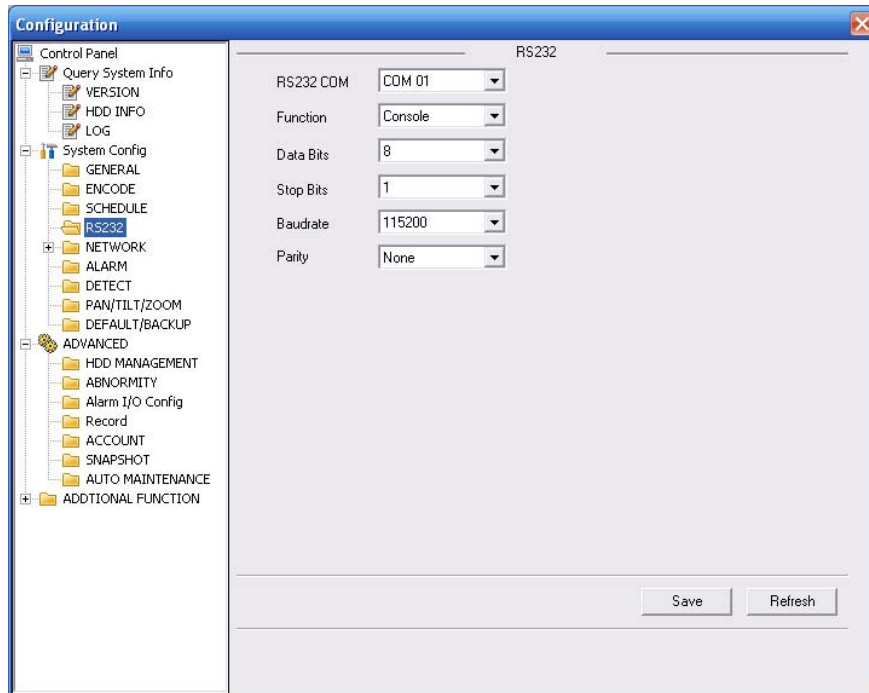 Configuration
Control Panel
Query System Info
VERSION
HDD INFO
LOG
System Config
GENERAL
ENCODE
SCHEDULE
RS232
NETWORK
ALARM
DETECT
PAN/TILT/ZOOM
DEFAULT/BACKUP
ADVANCED
HDD MANAGEMENT
ABNORMITY
Alarm I/O Config
Record
ACCOUNT
SNAPSHOT
AUTO MAINTENANCE
ADDTIONAL FUNCTION
RS232
RS232 COM COM 01
Function Console
Data Bits 8
Stop Bits 1
Baudrate 115200
Parity None
Save Refresh